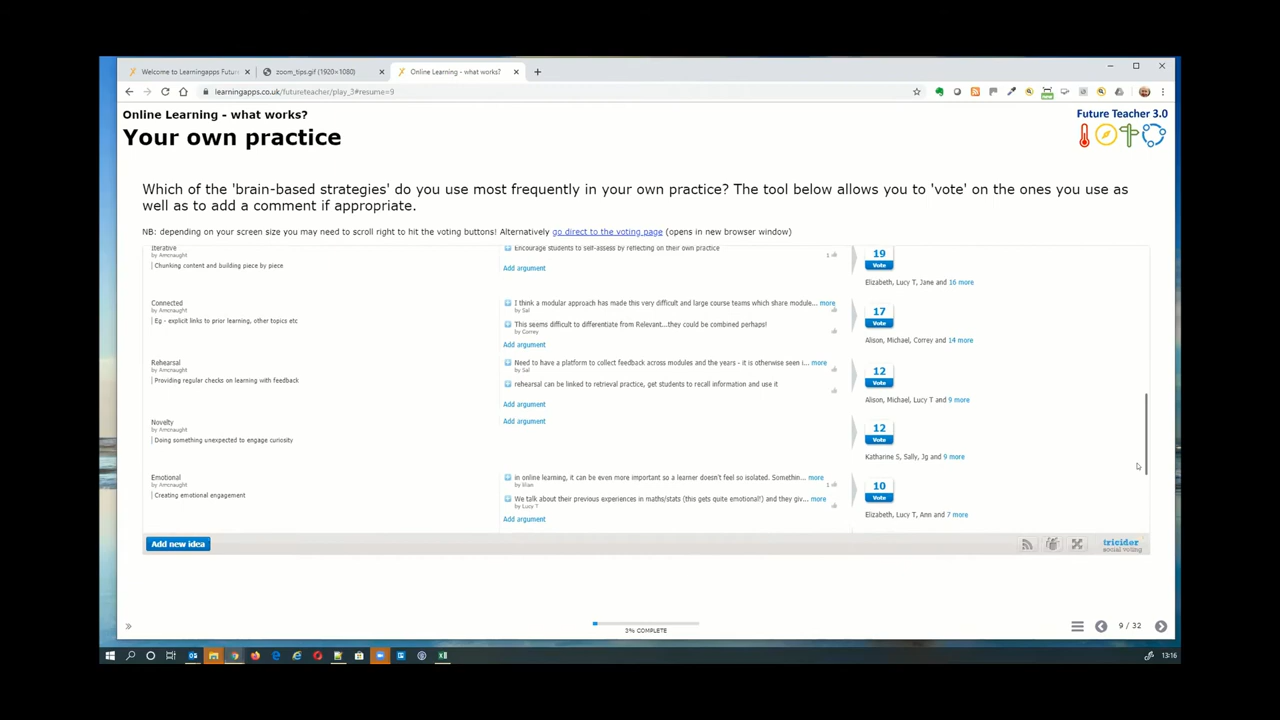 Welcome to Learningapps Futur
zoom_tips.gif (1920×1080)
Online Learning - what works?
learningapps.co.uk/futureteacher/play_3#resume=9
Online Learning - what works?
Your own practice
Future Teacher 3.0
Which of the 'brain-based strategies' do you use most frequently in your own practice? The tool below allows you to 'vote' on the ones you use as
well as to add a comment if appropriate.
NB: depending on your screen size you may need to scroll right to hit the voting buttons! Alternatively go direct to the voting page (opens in new browser window)
Iterative
by Amcnaught
Chunking content and building piece by piece
Encourage students to self-assess by reflecting on their own practice
1
Add argument
19
Vote
Elizabeth, Lucy T, Jane and 16 more
Connected
by Amcnaught
Eg - explicit links to prior learning, other topics etc
I think a modular approach has made this very difficult and large course teams which share module... more
by Sal
This seems difficult to differentiate from Relevant...they could be combined perhaps!
by Correy
Add argument
17
Vote
Alison, Michael, Correy and 14 more
Rehearsal
by Amcnaught
Providing regular checks on learning with feedback
Need to have a platform to collect feedback across modules and the years - it is otherwise seen i... more
by Sal
rehearsal can be linked to retrieval practice, get students to recall information and use it
Add argument
12
Vote
Alison, Michael, Lucy T and 9 more
Novelty
by Amcnaught
Doing something unexpected to engage curiosity
Add argument
12
Vote
Katharine S, Sally, Jg and 9 more
Emotional
by Amcnaught
Creating emotional engagement
in online learning, it can be even more important so a learner doesn't feel so isolated. Somethin... more
1
We talk about their previous experiences in maths/stats (this gets quite emotional!) and they giv... more
by Lucy T
Add argument
10
Vote
Elizabeth, Lucy T, Ann and 7 more
Add new idea
tricider
social voting
3% COMPLETE
9 / 32
13:16